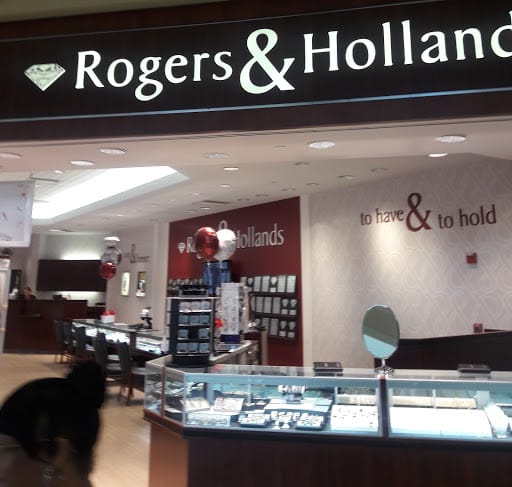 Rogers & Holland
to have & to hold
Hollands